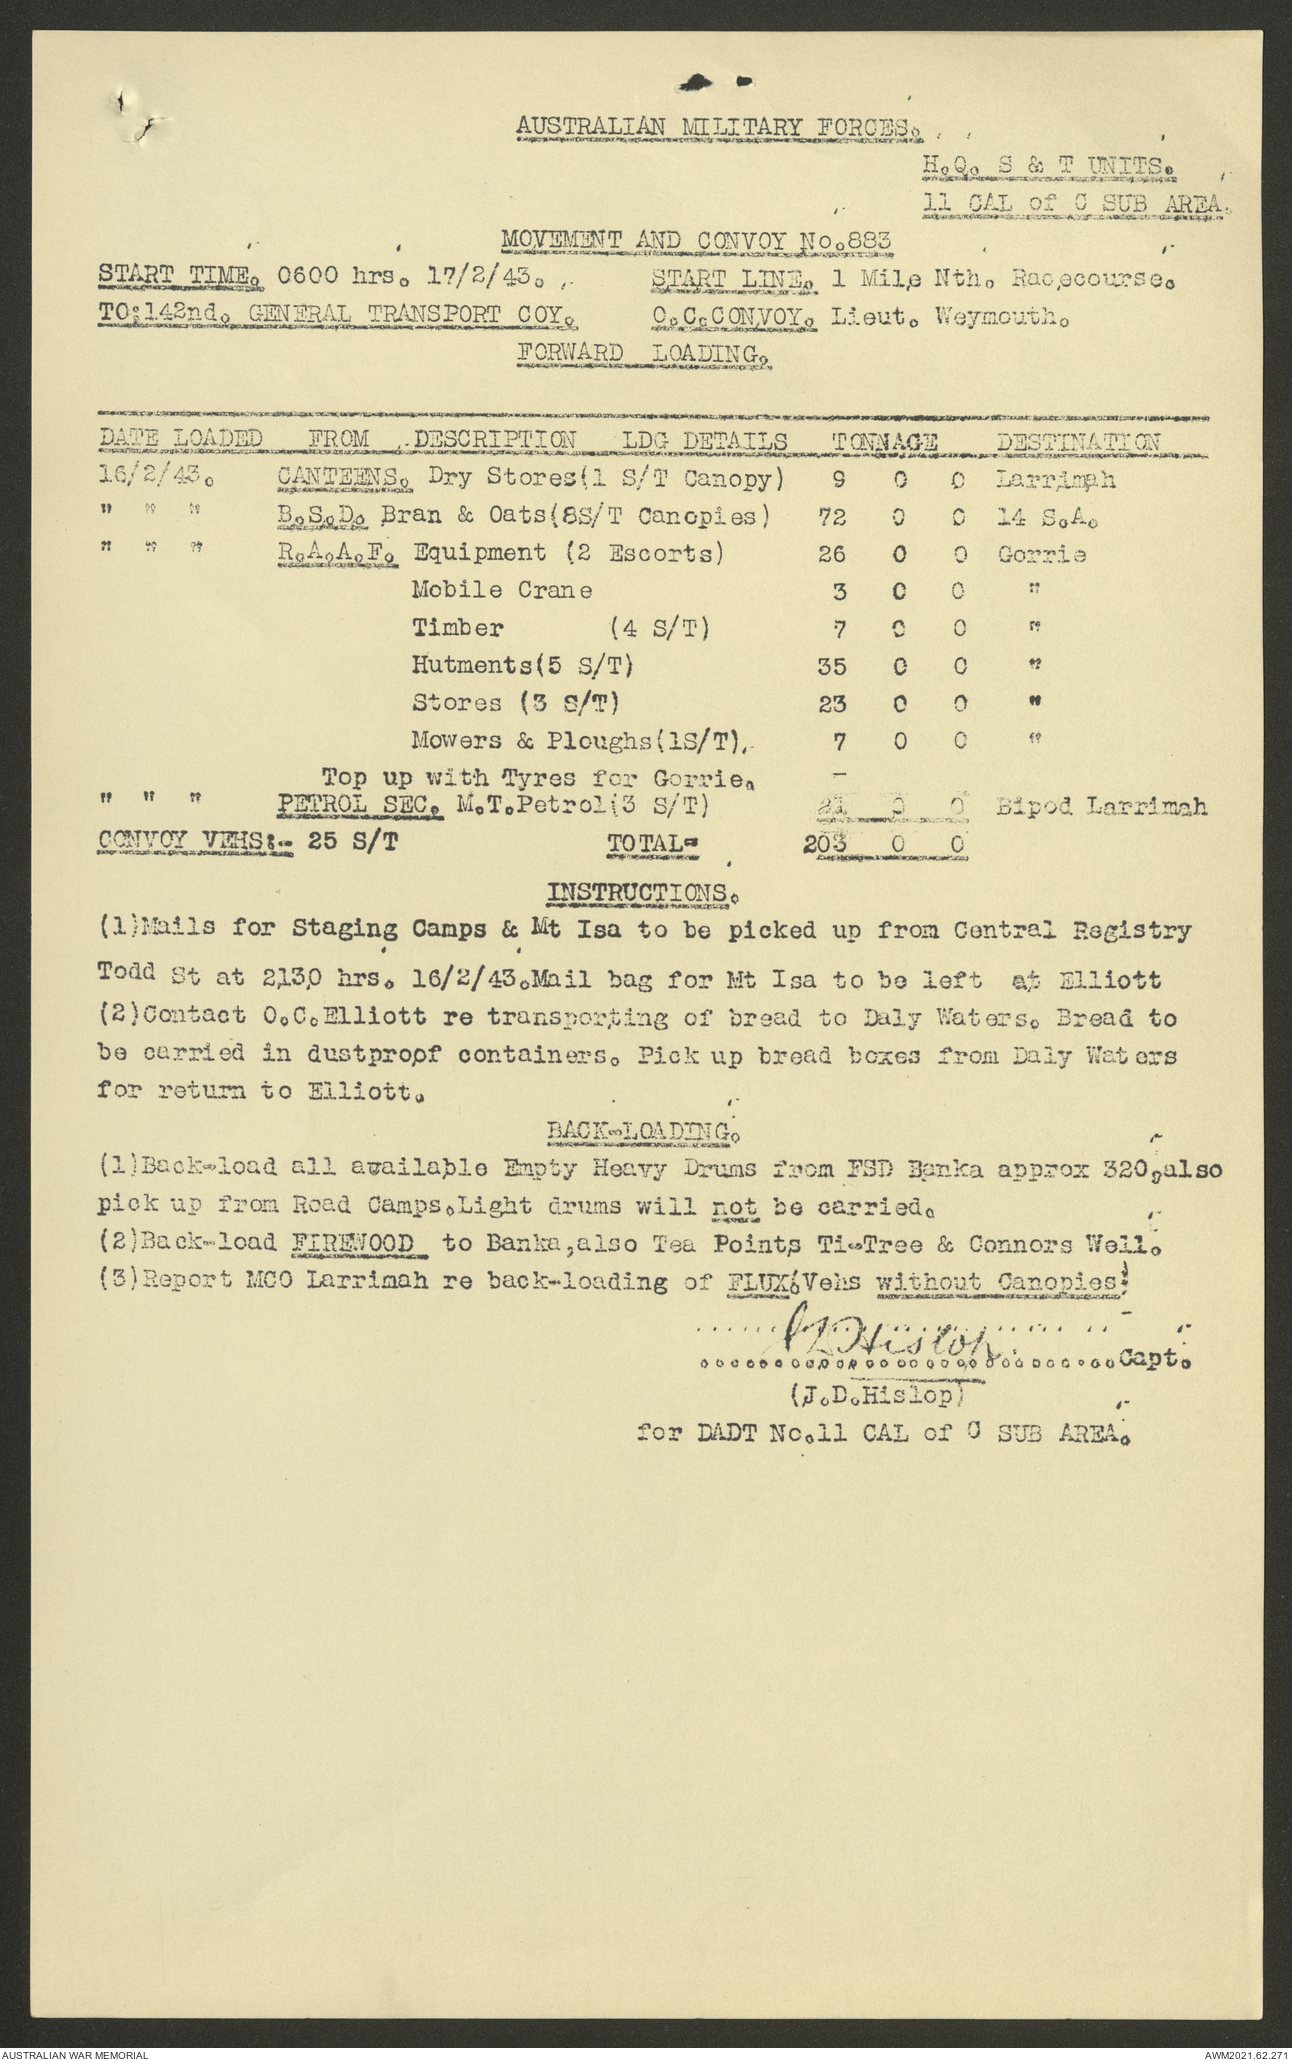 AUSTRALIAN MILITARY FORCES.
H.Q. S & T UNITS.
11 CAL of C SUB AREA.
MOVEMENT AND CONVOY No.883
START TIME. 0600 hrs. 17/2/43. START LINE. 1 Mile Nth. Racecourse.
TO:142nd. GENERAL TRANSPORT COY. O.C.CONVOY. Lieut. Weymouth.
FORWARD LOADING.
DATE LOADED FROM DESCRIPTION LDG DETAILS TONNAGE DESTINATION
16/2/43. CANTEENS. Dry Stores(1 S/T Canopy) 9 0 0 Larrimah
" " " B.S.D. Bran & Oats(8S/T Canopies) 72 0 0 14 S.A.
" " " R.A.A.F. Equipment (2 Escorts) 26 0 0 Gorrie
Mobile Crane 3 0 0 "
Timber (4 S/T) 7 0 0 "
Hutments(5 S/T) 35 0 0 "
Stores (3 S/T) 23 0 0 "
Mowers & Ploughs(1S/T). 7 0 0 "
Top up with Tyres for Gorrie. -
" " " PETROL SEC. M.T.Petrol(3 S/T) 21 0 0 Bipod Larrimah
CONVOY VEHS:- 25 S/T TOTAL= 203 0 0
INSTRUCTIONS.
(1)Mails for Staging Camps & Mt Isa to be picked up from Central Registry
Todd St at 2130 hrs. 16/2/43.Mail bag for Mt Isa to be left at Elliott
(2)Contact O.C.Elliott re transporting of bread to Daly Waters. Bread to
be carried in dustproof containers. Pick up bread boxes from Daly Waters
for return to Elliott.
BACK-LOADING.
(1)Back-load all available Empty Heavy Drums from FSD Banka approx 320,also
pick up from Road Camps.Light drums will not be carried.
(2)Back-load FIREWOOD to Banka,also Tea Points Ti-Tree & Connors Well.
(3)Report MCO Larrimah re back-loading of FLUX.Vehs without Canopies!
J D Hislop
............................Capt.
(J.D.Hislop)
for DADT No.11 CAL of C SUB AREA.
AUSTRALIAN WAR MEMORIAL AWM2021.62.271